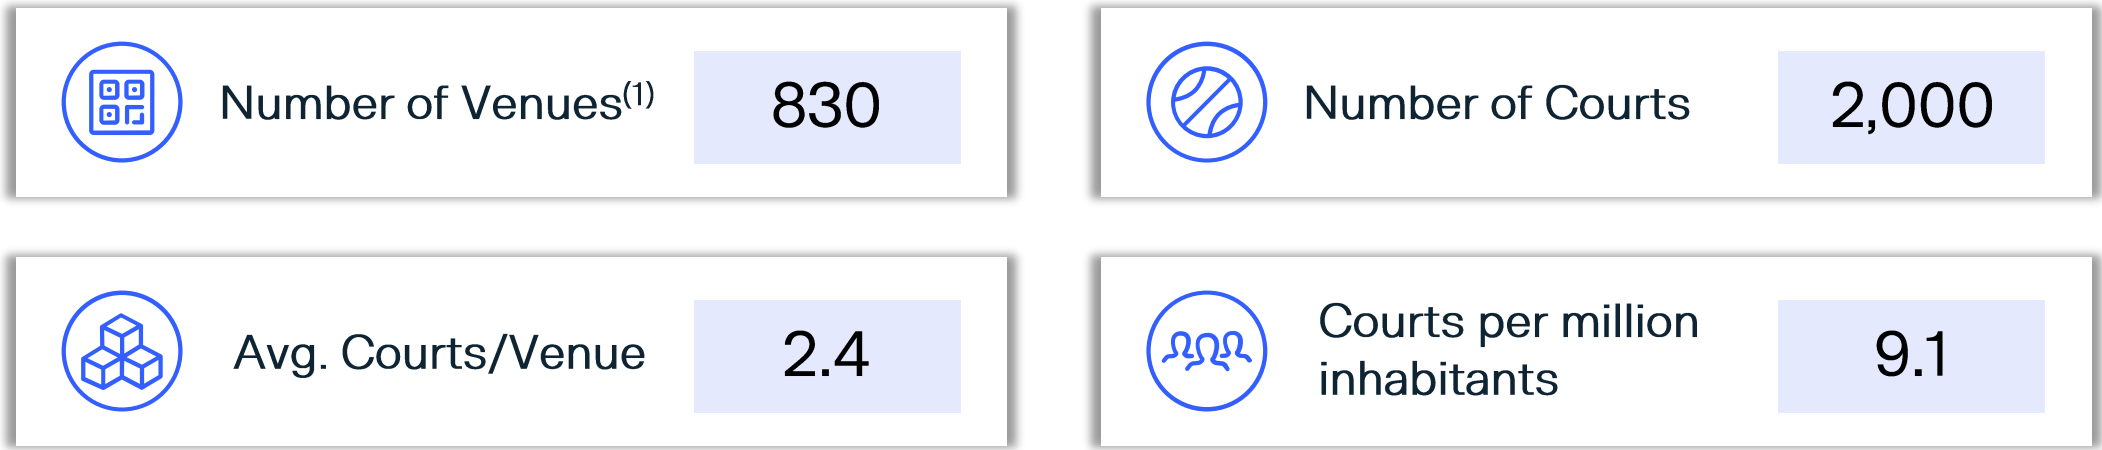 Number of Venues(1)
830
Number of Courts
2,000
Avg. Courts/Venue
2.4
Courts per million
inhabitants
9.1